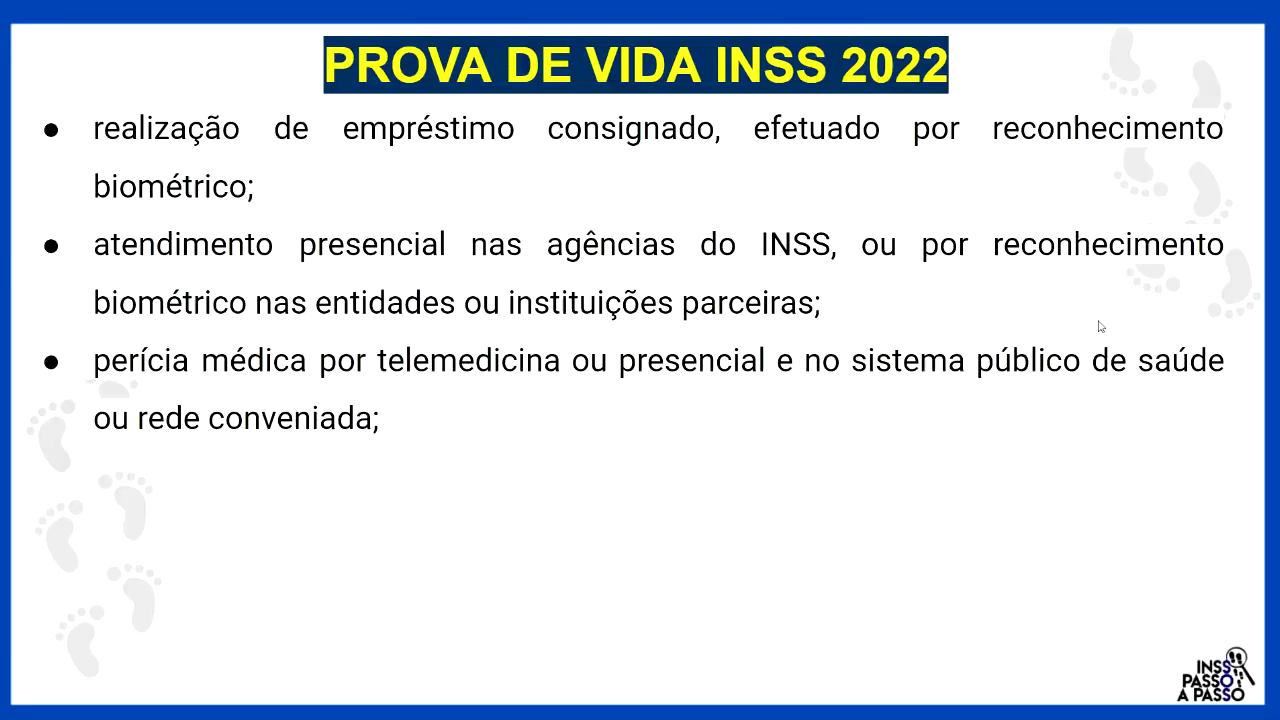 PROVA DE VIDA INSS 2022
● realização de empréstimo consignado, efetuado por reconhecimento
biométrico;
● atendimento presencial nas agências do INSS, ou por reconhecimento
biométrico nas entidades ou instituições parceiras;
● perícia médica por telemedicina ou presencial e no sistema público de saúde
ou rede conveniada;
INSS
PASSO
A PASSO